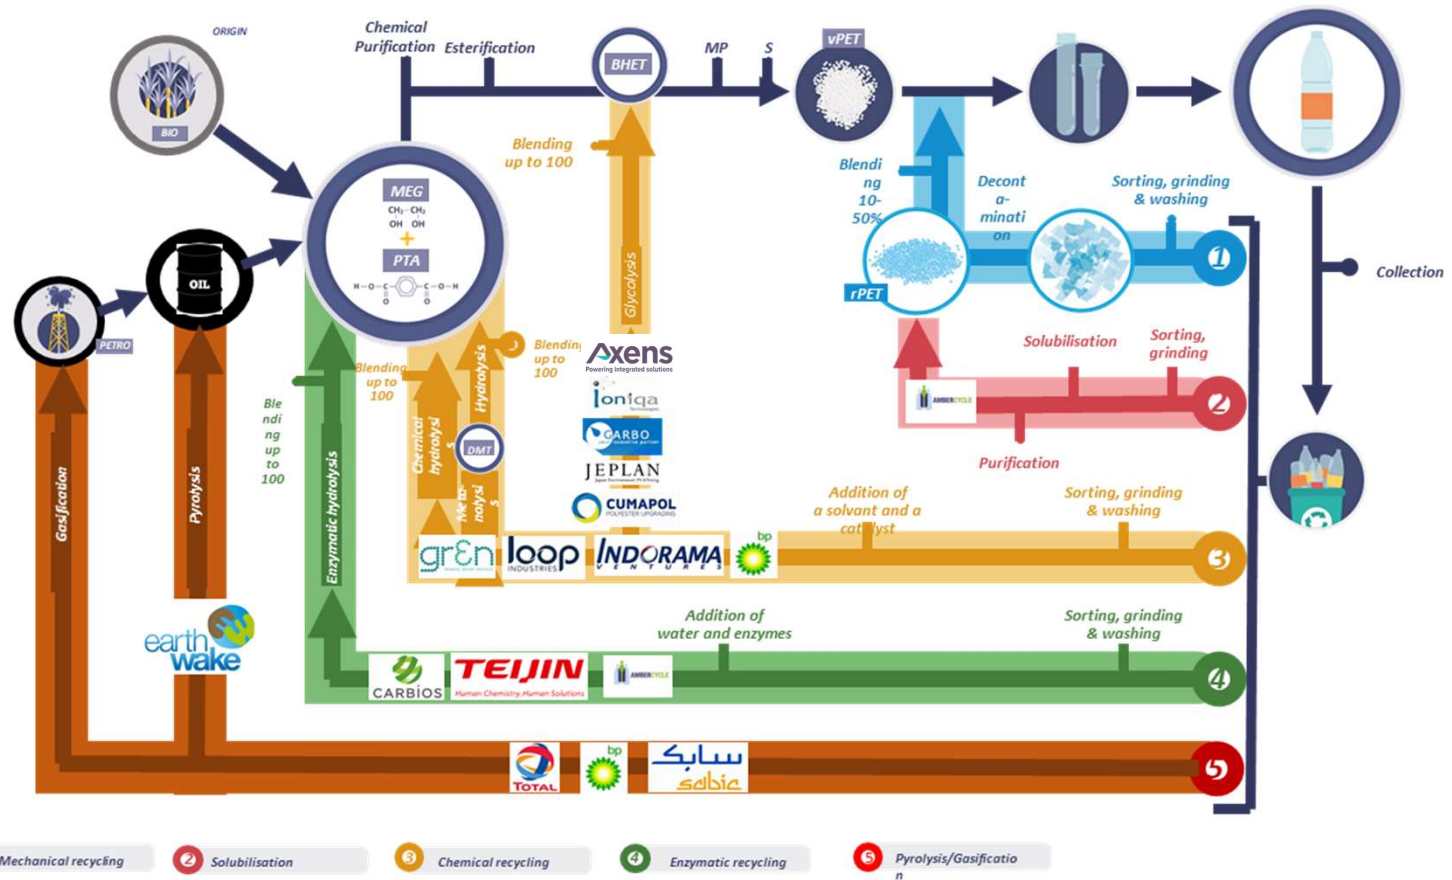 ORIGIN
BIO
Chemical
Purification
Esterification
BHET
MP
S
vPET
Blending
up to 100
MEG
CH₂-CH₂
OH OH
+
PTA
H-O-C
O
C-O-H
O
OIL
PETRO
Blendi
ng
10-
50%
Decont
a-
minati
on
Sorting, grinding
& washing
1
rPET
Collection
Glycolysis
Hydrolysis
Blending
up to
100
Blending
up to
100
Axens
Powering integrated solutions
ioniqa
Technologies
GARBO
JEPLAN
CUMAPOL
POLYESTER UPGRADING
Solubilisation
Sorting,
grinding
AMBERCYCLE
2
Purification
Ble
ndi
ng
up
to
100
Chemical
hydrolysi
s
DMT
Meta-
nolysi
s
Gasification
Pyrolysis
Enzymatic hydrolysis
Addition of
a solvent and a
catalyst
Sorting, grinding
& washing
gr3n
loop
INDUSTRIES
INDORAMA
VENTURES
bp
3
earth
wake
Addition of
water and enzymes
Sorting, grinding
& washing
CARBIOS
TEIJIN
Human Chemistry, Human Solutions
AMBERCYCLE
4
TOTAL
bp
سابك
sabic
5
Mechanical recycling
2 Solubilisation
3 Chemical recycling
4 Enzymatic recycling
5 Pyrolysis/Gasificatio
n